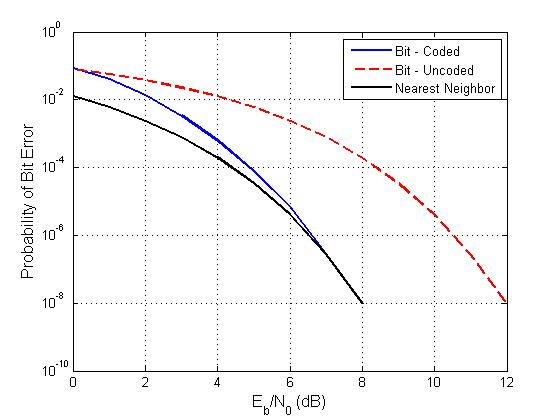 10^0
10^-2
10^-4
10^-6
10^-8
10^-10
Probability of Bit Error
Bit - Coded
Bit - Uncoded
Nearest Neighbor
0 2 4 6 8 10 12
E_b/N_0 (dB)